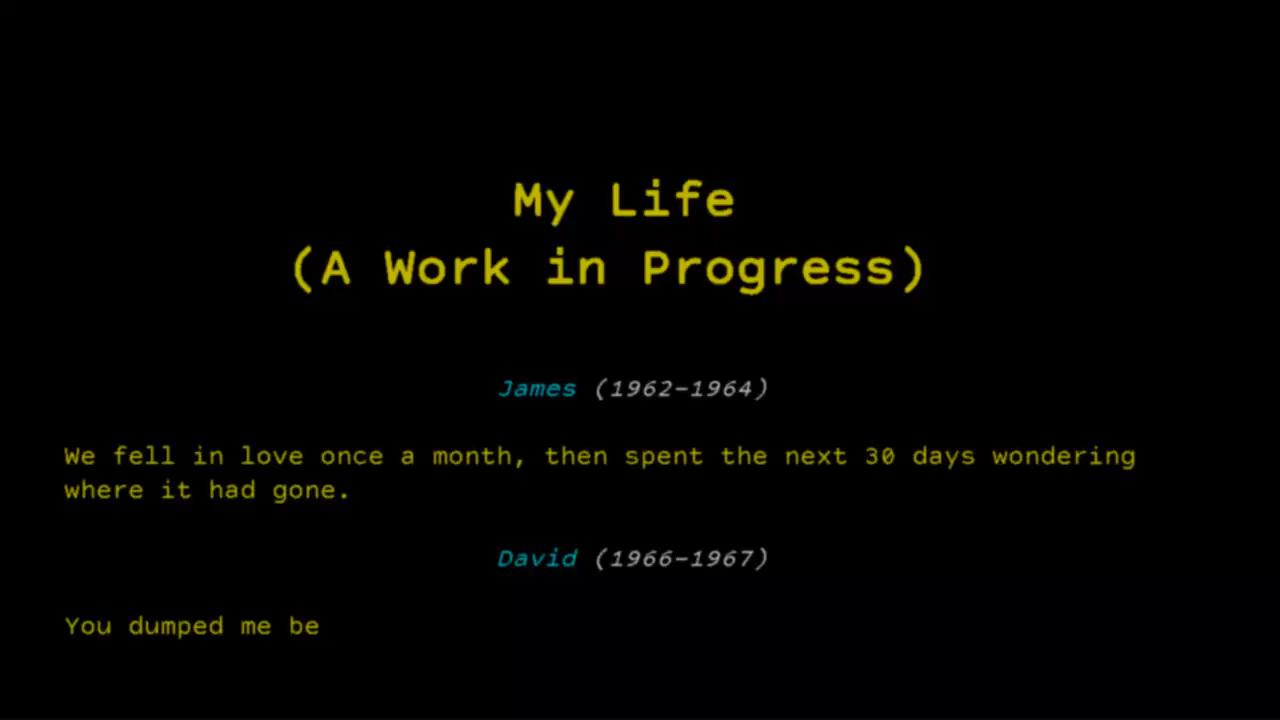 My Life
(A Work in Progress)
James (1962-1964)
We fell in love once a month, then spent the next 30 days wondering
where it had gone.
David (1966-1967)
You dumped me be